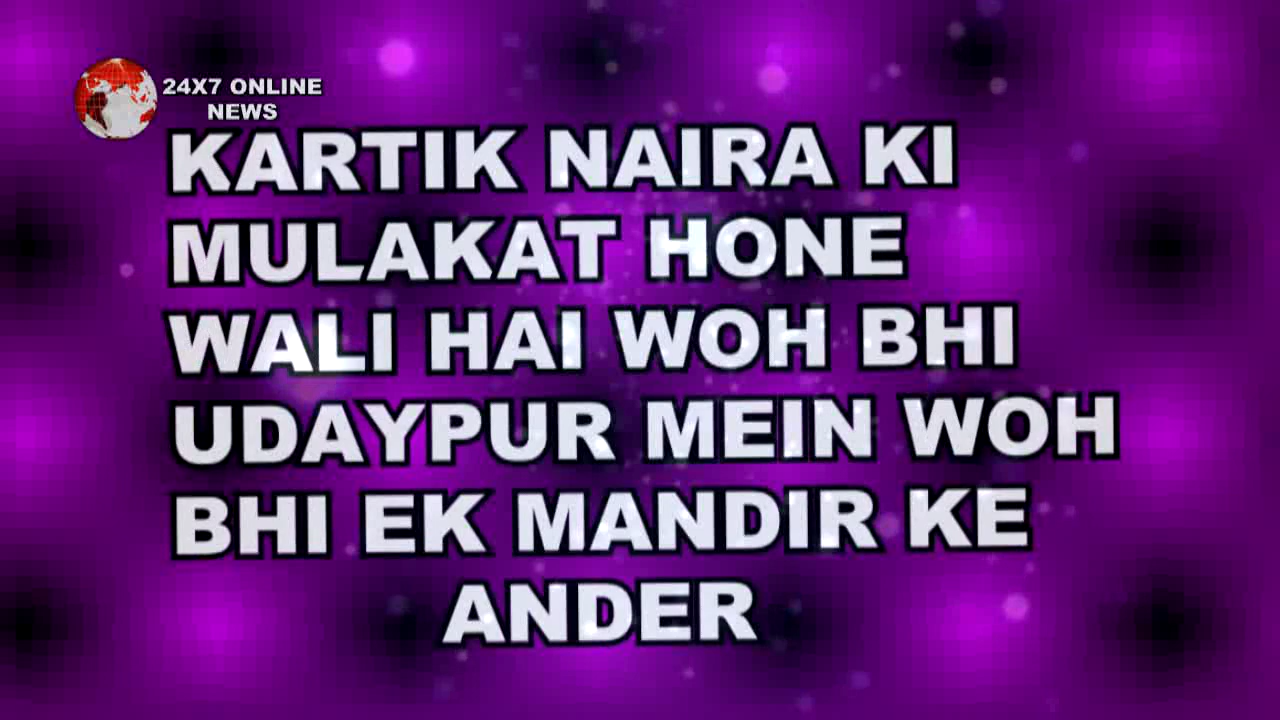 24X7 ONLINE
NEWS
KARTIK NAIRA KI
MULAKAT HONE
WALI HAI WOH BHI
UDAYPUR MEIN WOH
BHI EK MANDIR KE
ANDER